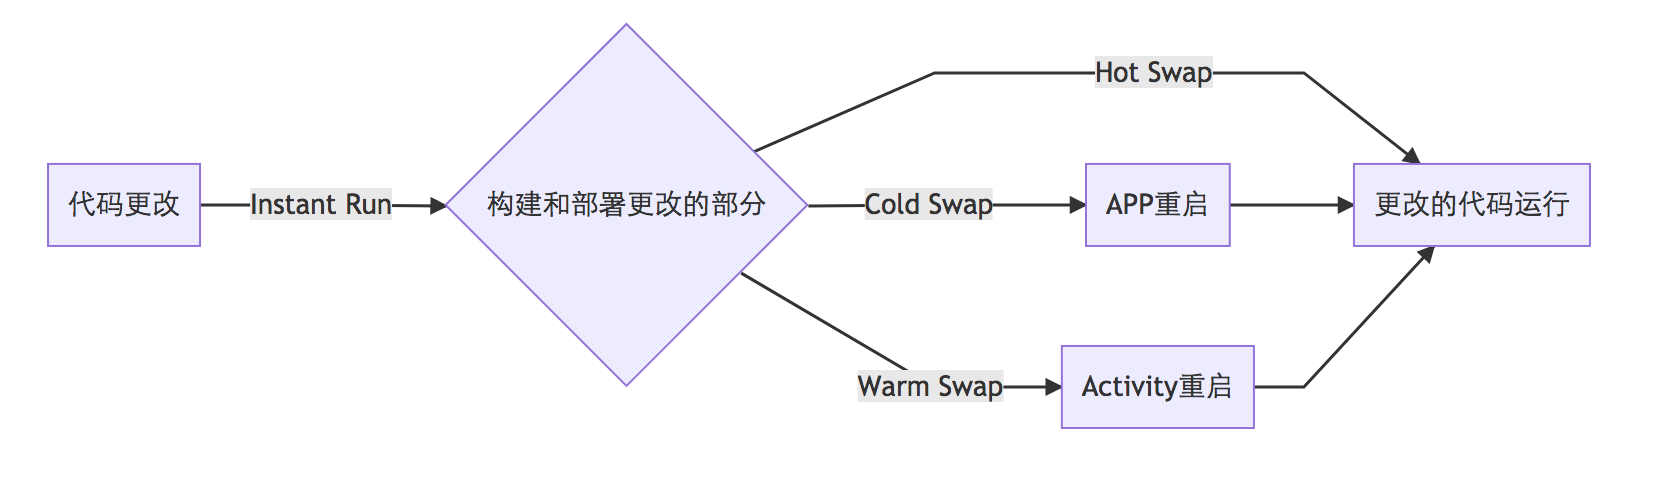 代码更改
Instant Run
构建和部署更改的部分
Hot Swap
Cold Swap
APP重启
更改的代码运行
Warm Swap
Activity重启